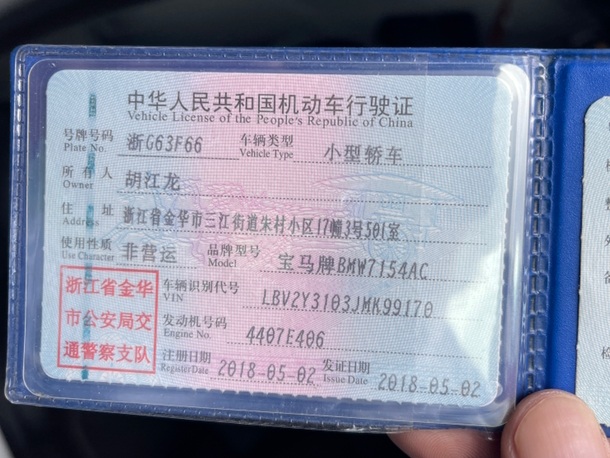 中华人民共和国机动车行驶证
Vehicle License of the People's Republic of China
号牌号码 浙G63F66 车辆类型 小型轿车
Plate No. Vehicle Type
所有人 胡江龙
Owner
住址 浙江省金华市三江街道朱村小区17幢3号501室
Address
使用性质 非营运 品牌型号 宝马牌BMW7154AC
Use Character Model
浙江省金华
市公安局交
通警察支队
车辆识别代号 LBV2Y3103JMK99170
VIN
发动机号码 4407E406
Engine No.
注册日期 2018-05-02 发证日期 2018-05-02
Register Date Issue Date